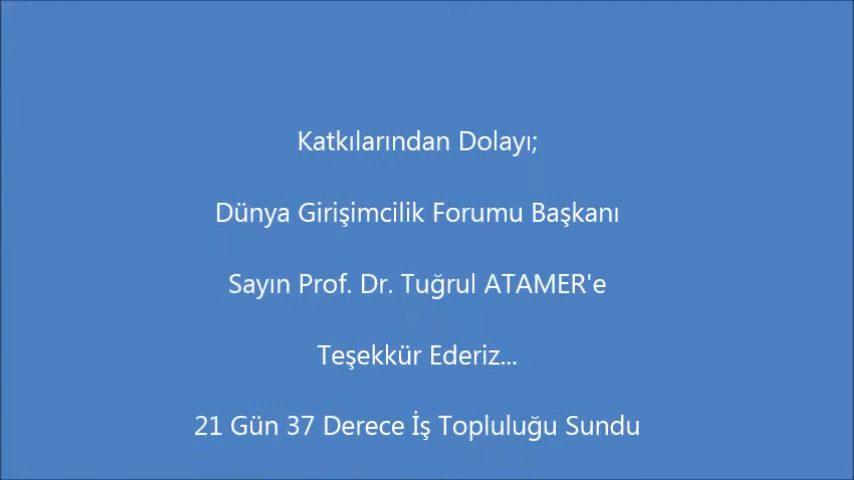 Katkılarından Dolayı;
Dünya Girişimcilik Forumu Başkanı
Sayın Prof. Dr. Tuğrul ATAMER'e
Teşekkür Ederiz...
21 Gün 37 Derece İş Topluluğu Sundu